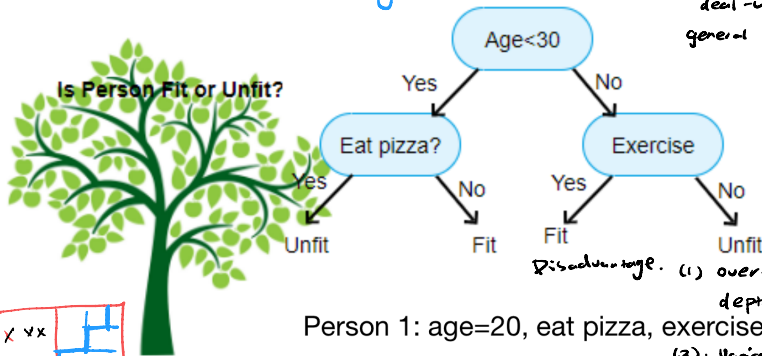 general
Age<30
Is Person Fit or Unfit?
Yes
No
Eat pizza?
Exercise
Yes
No
Yes
No
Unfit
Fit
Fit
Unfit
Disadvantage. (1) over
dept
Person 1: age=20, eat pizza, exercise